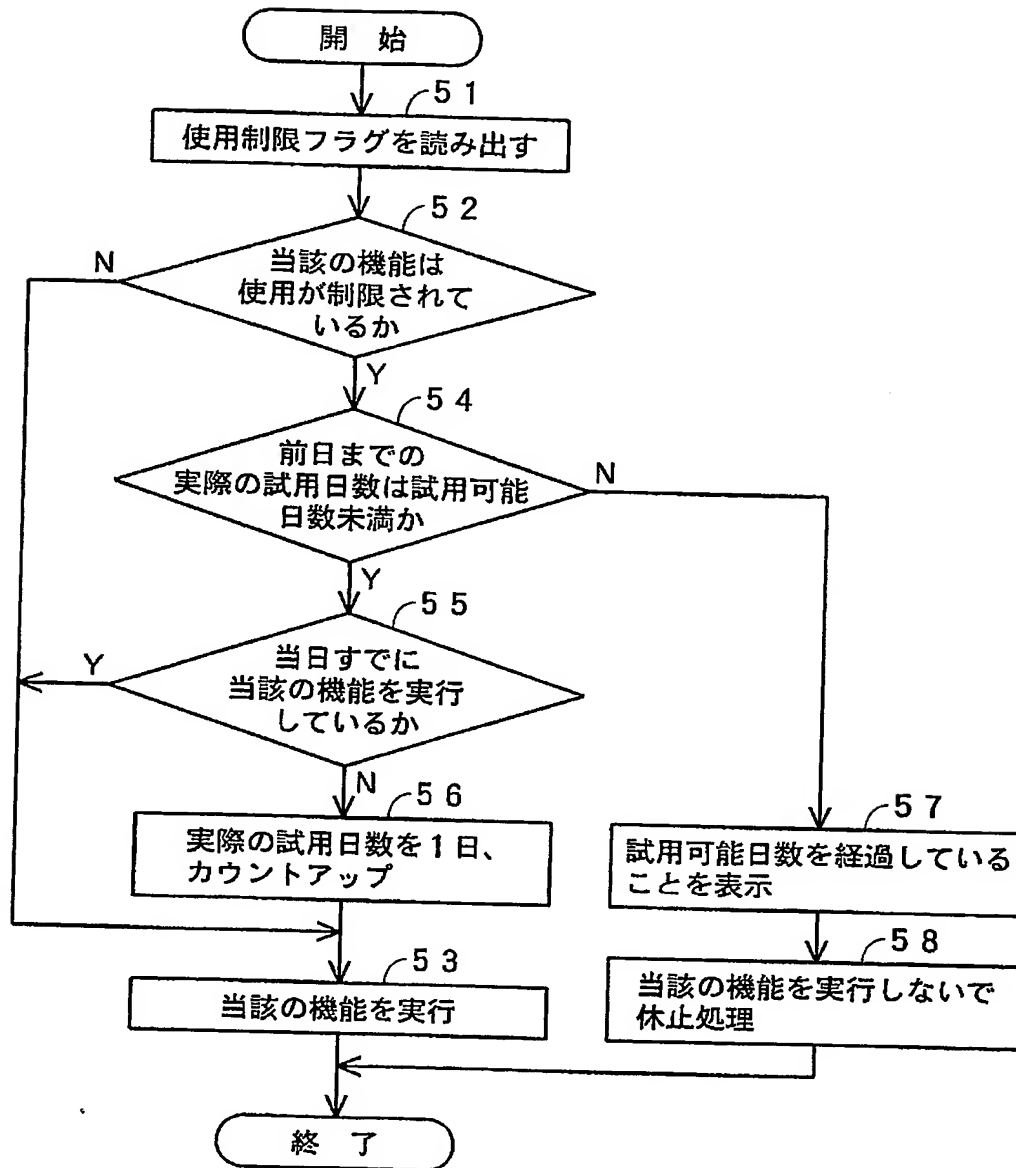 開 始
51
使用制限フラグを読み出す
52
N
当該の機能は
使用が制限されて
いるか
Y
54
前日までの
実際の試用日数は試用可能
日数未満か
N
Y
55
Y
当日すでに
当該の機能を実行
しているか
N
56
実際の試用日数を1日、
カウントアップ
57
試用可能日数を経過している
ことを表示
53
当該の機能を実行
58
当該の機能を実行しないで
休止処理
終 了